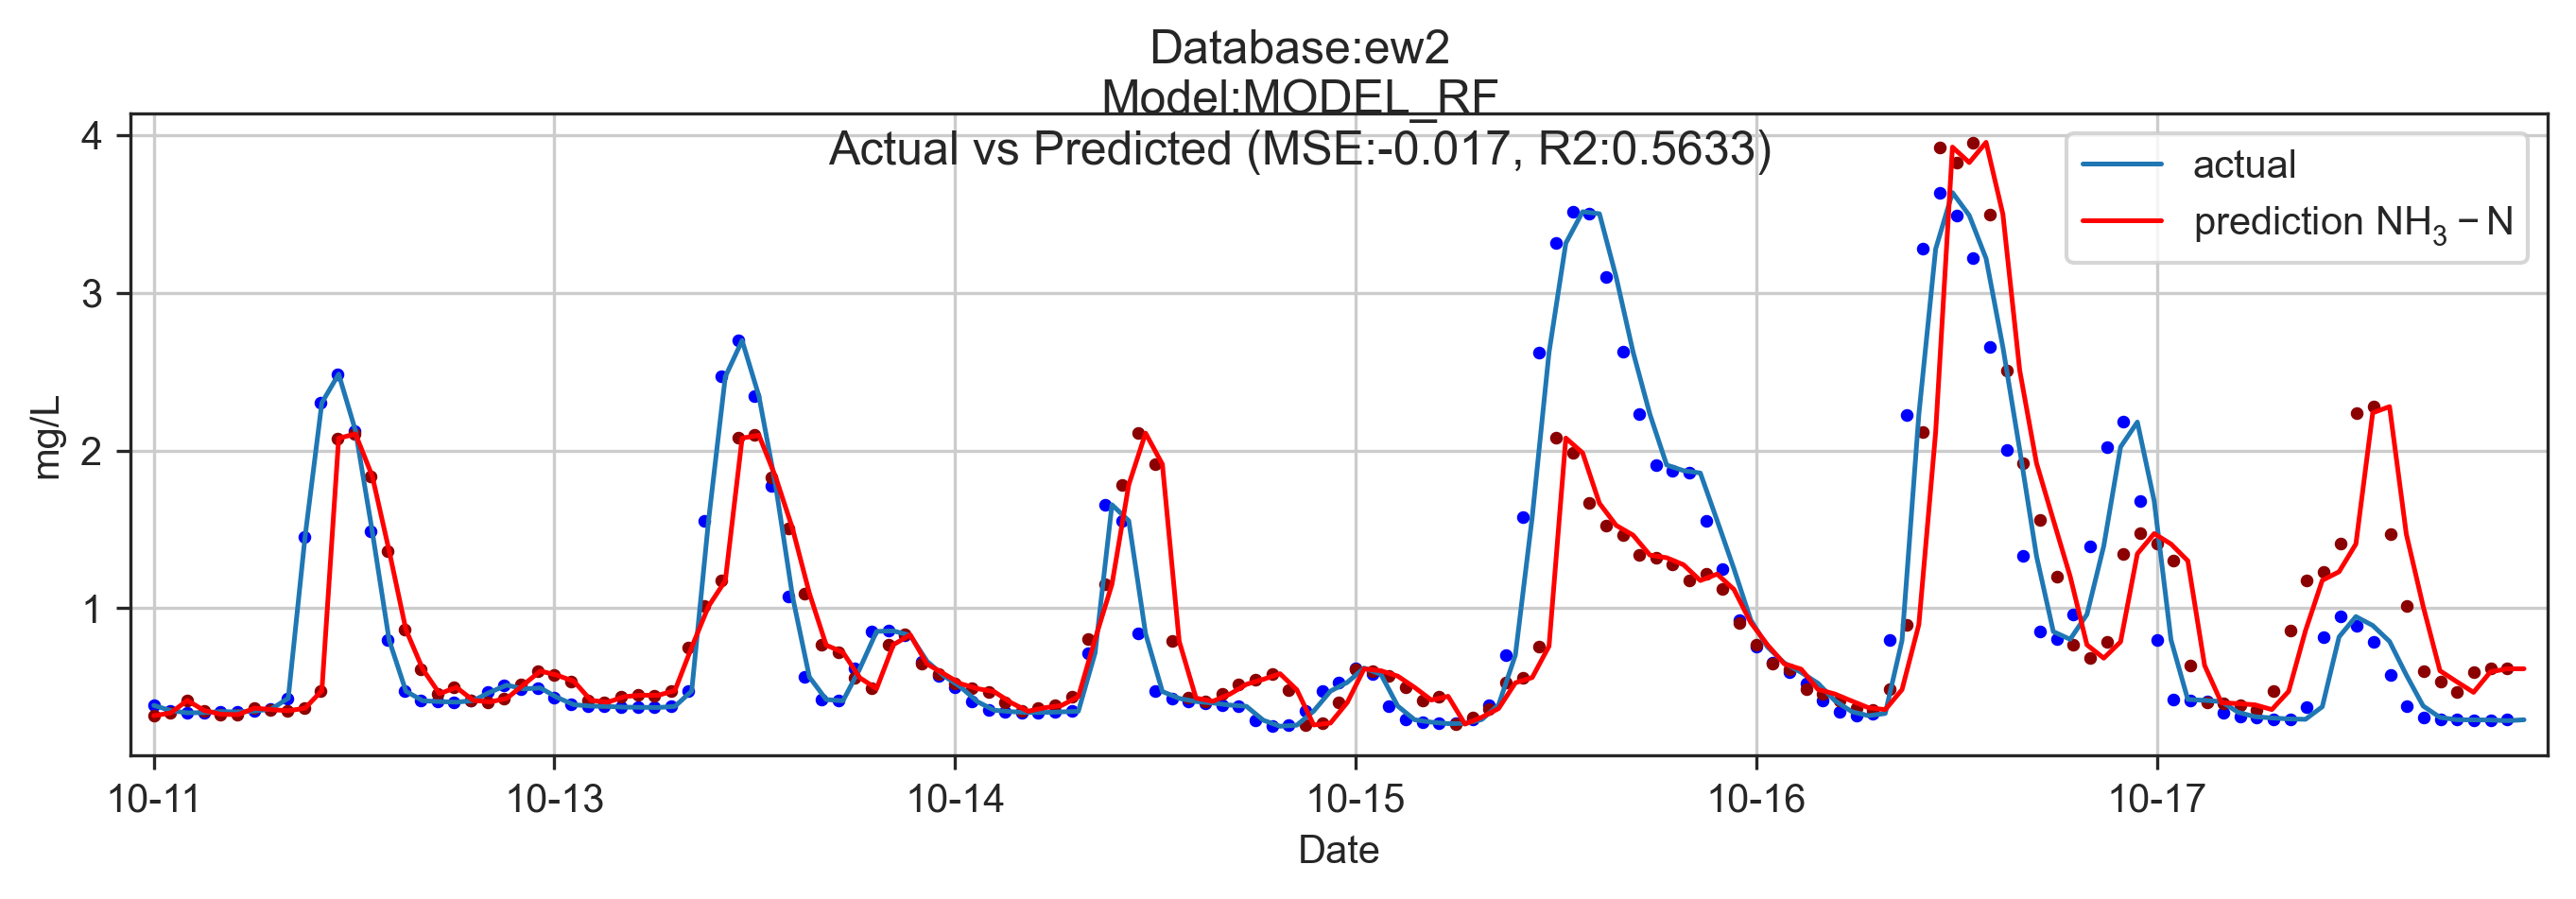 Database:ew2
Model:MODEL_RF
Actual vs Predicted (MSE:-0.017, R2:0.5633)
actual
prediction NH₃ − N
mg/L
4
3
2
1
10-11
10-13
10-14
10-15
10-16
10-17
Date